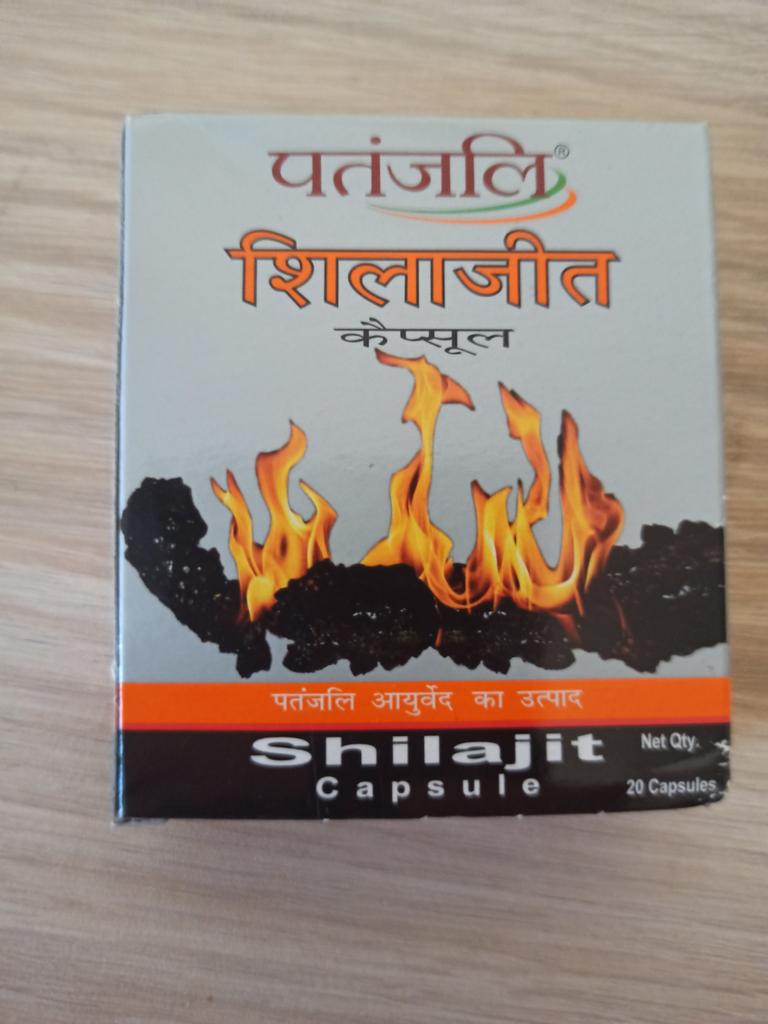 पतंजलि®
शिलाजीत
कैप्सूल
पतंजलि आयुर्वेद का उत्पाद
Shilajit
Capsule
Net Qty.
20 Capsules